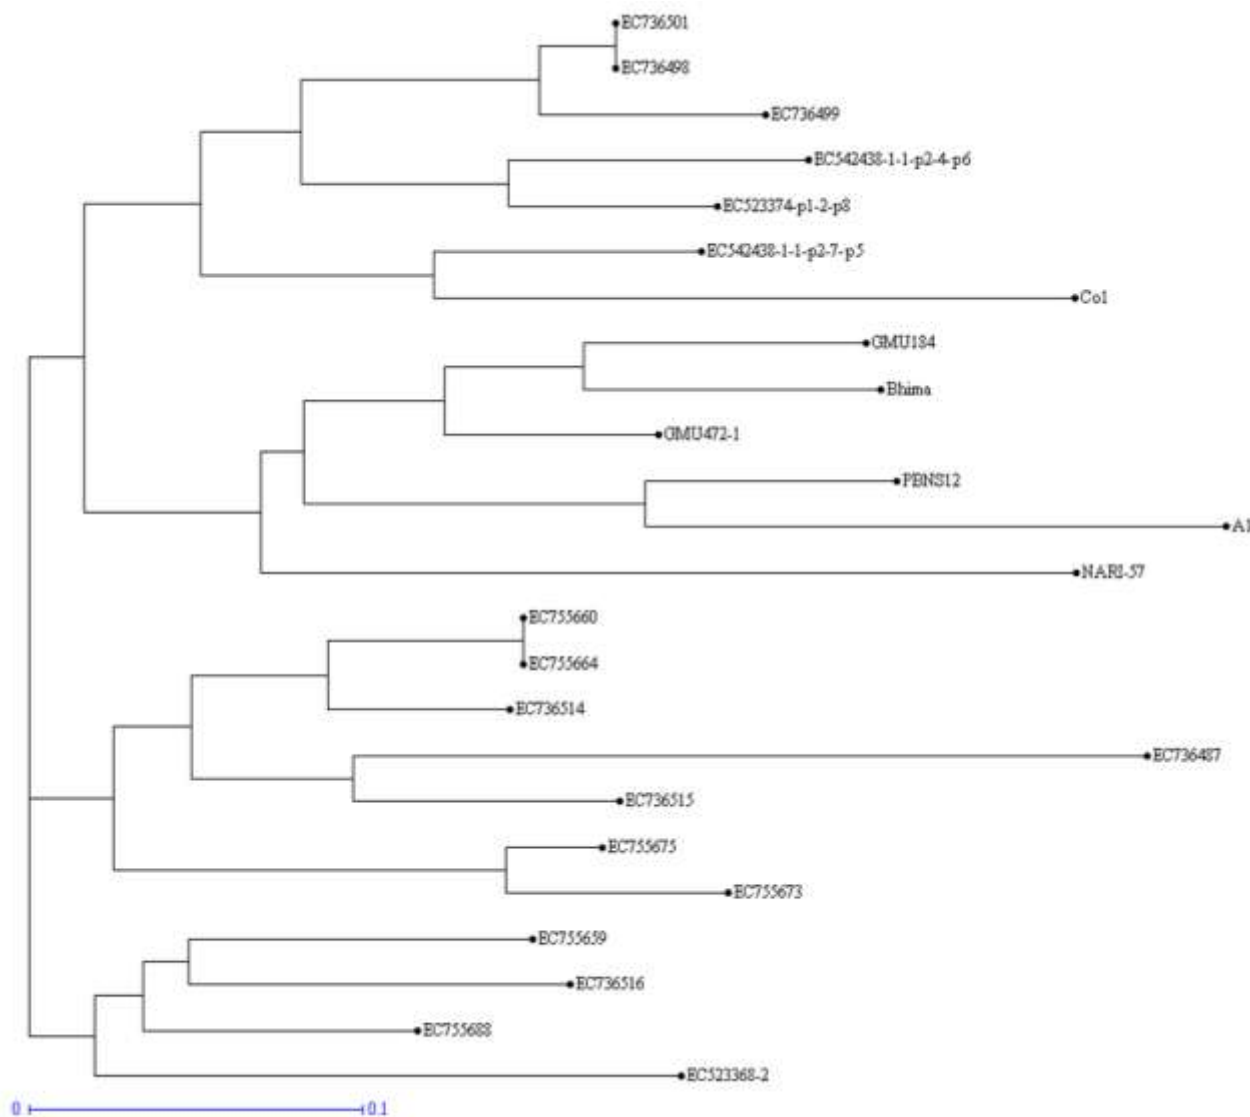 EC736501
EC736498
EC736499
EC542438-1-1-p2-4-p6
EC523374-p1-2-p8
EC542438-1-1-p2-7-p5
Co1
GMU184
Bhima
GMU472-1
PBNS12
A1
NARI-57
EC755660
EC755664
EC736514
EC736487
EC736515
EC755675
EC755673
EC755659
EC736516
EC755688
EC523368-2
0 0.1